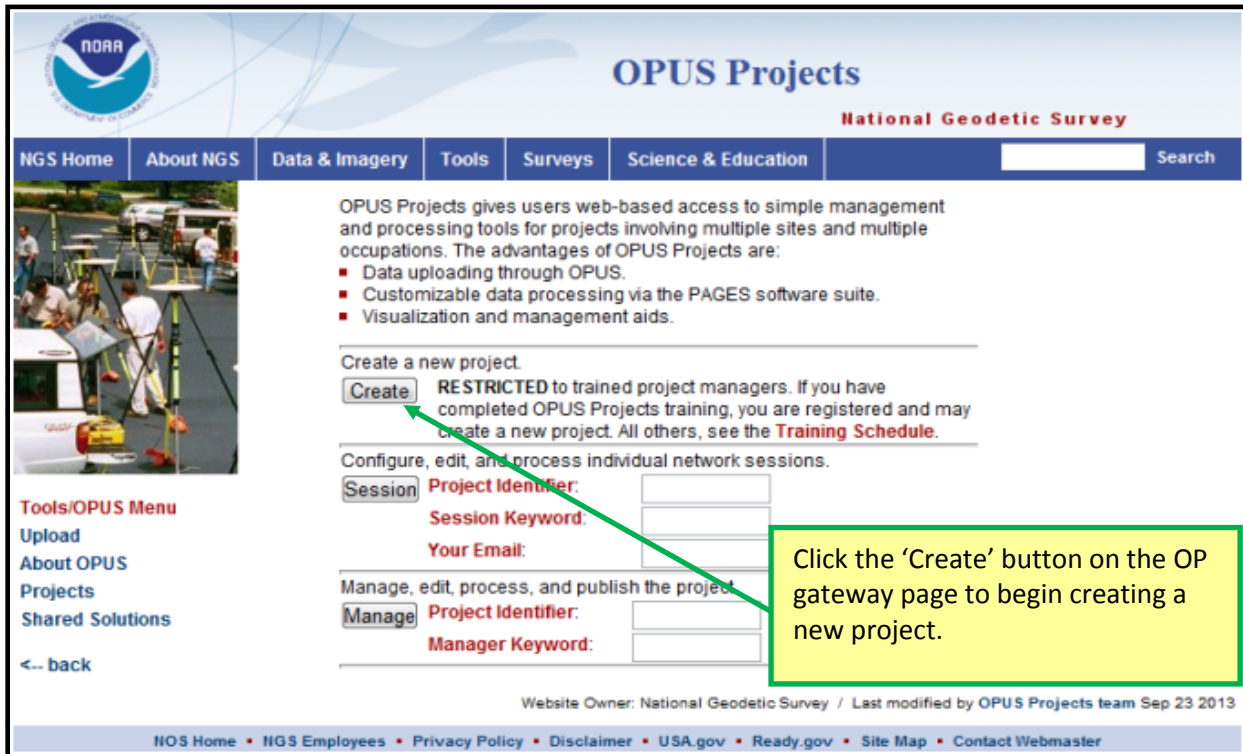 NOAA
NATIONAL OCEANIC AND ATMOSPHERIC ADMINISTRATION
U.S. DEPARTMENT OF COMMERCE
OPUS Projects
National Geodetic Survey
NGS Home About NGS Data & Imagery Tools Surveys Science & Education Search
OPUS Projects gives users web-based access to simple management
and processing tools for projects involving multiple sites and multiple
occupations. The advantages of OPUS Projects are:
▪ Data uploading through OPUS.
▪ Customizable data processing via the PAGES software suite.
▪ Visualization and management aids.
Create a new project.
Create RESTRICTED to trained project managers. If you have
completed OPUS Projects training, you are registered and may
create a new project. All others, see the Training Schedule.
Configure, edit, and process individual network sessions.
Session Project Identifier:
Session Keyword:
Your Email:
Manage, edit, process, and publish the project.
Manage Project Identifier:
Manager Keyword:
Tools/OPUS Menu
Upload
About OPUS
Projects
Shared Solutions
<-- back
Click the ‘Create’ button on the OP
gateway page to begin creating a
new project.
Website Owner: National Geodetic Survey / Last modified by OPUS Projects team Sep 23 2013
NOS Home ▪ NGS Employees ▪ Privacy Policy ▪ Disclaimer ▪ USA.gov ▪ Ready.gov ▪ Site Map ▪ Contact Webmaster